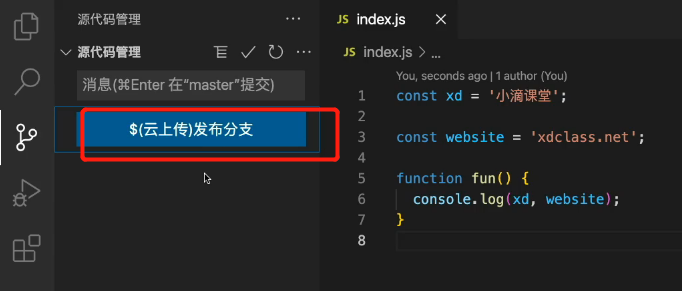 源代码管理 ···
JS index.js ×
源代码管理 ···
JS index.js > ...
消息(⌘Enter 在“master”提交)
You, seconds ago | 1 author (You)
$(云上传)发布分支
1 const xd = '小滴课堂';
2
3 const website = 'xdclass.net';
4
5 function fun() {
6 console.log(xd, website);
7 }
8